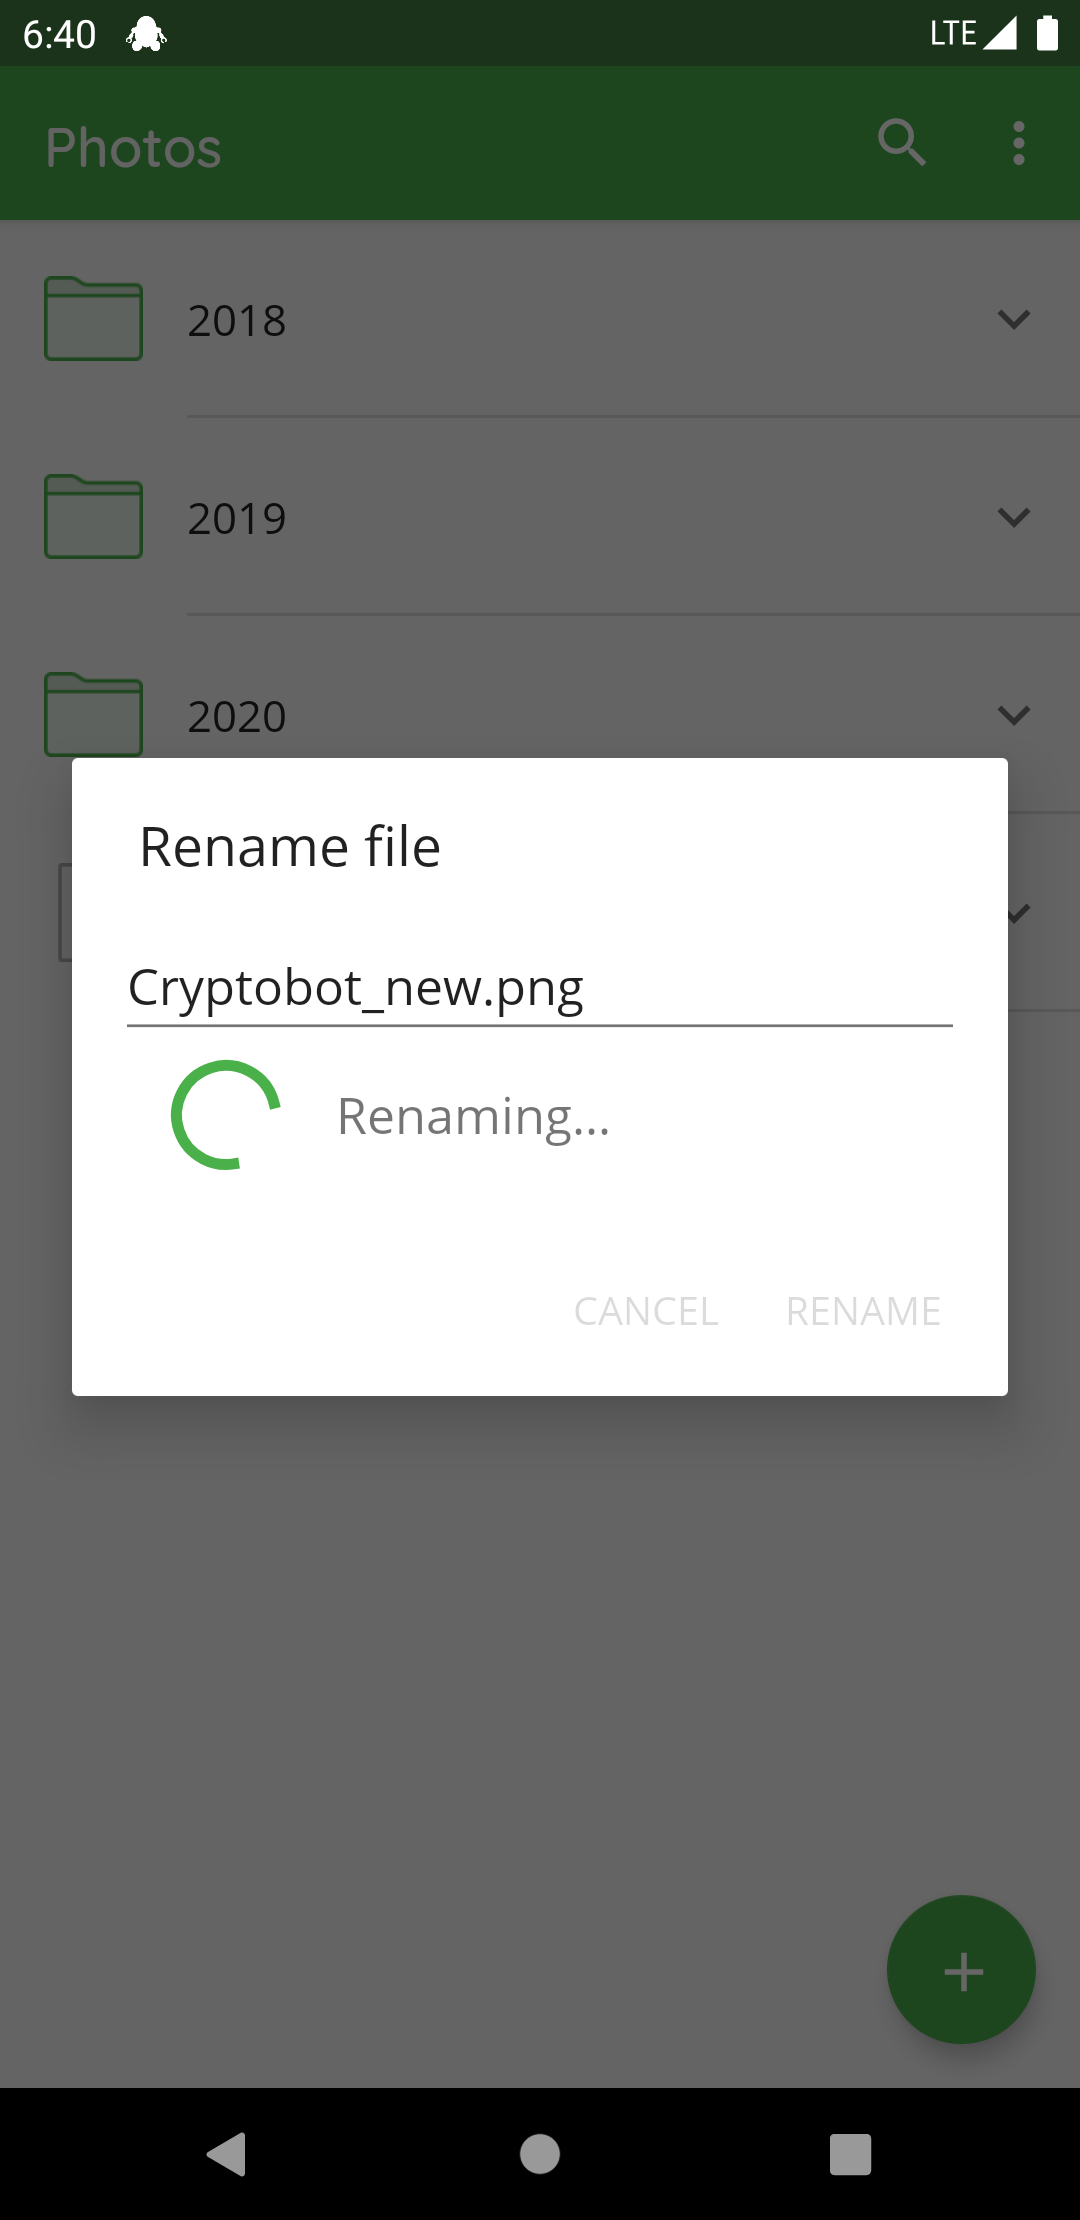 6:40
LTE
Photos
2018
2019
2020
Rename file
Cryptobot_new.png
Renaming...
CANCEL RENAME